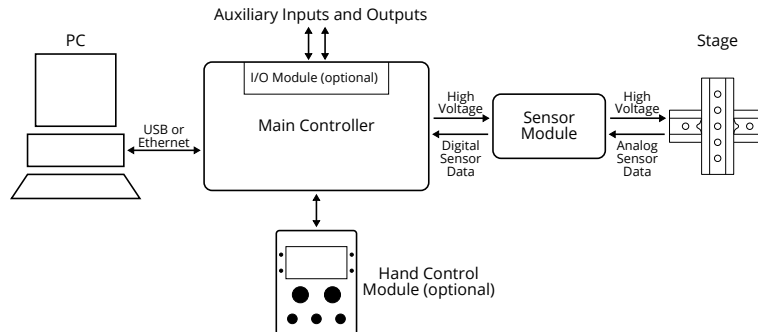 Auxiliary Inputs and Outputs
PC
Stage
I/O Module (optional)
Main Controller
USB or
Ethernet
High
Voltage
Digital
Sensor
Data
Sensor
Module
High
Voltage
Analog
Sensor
Data
Hand Control
Module (optional)